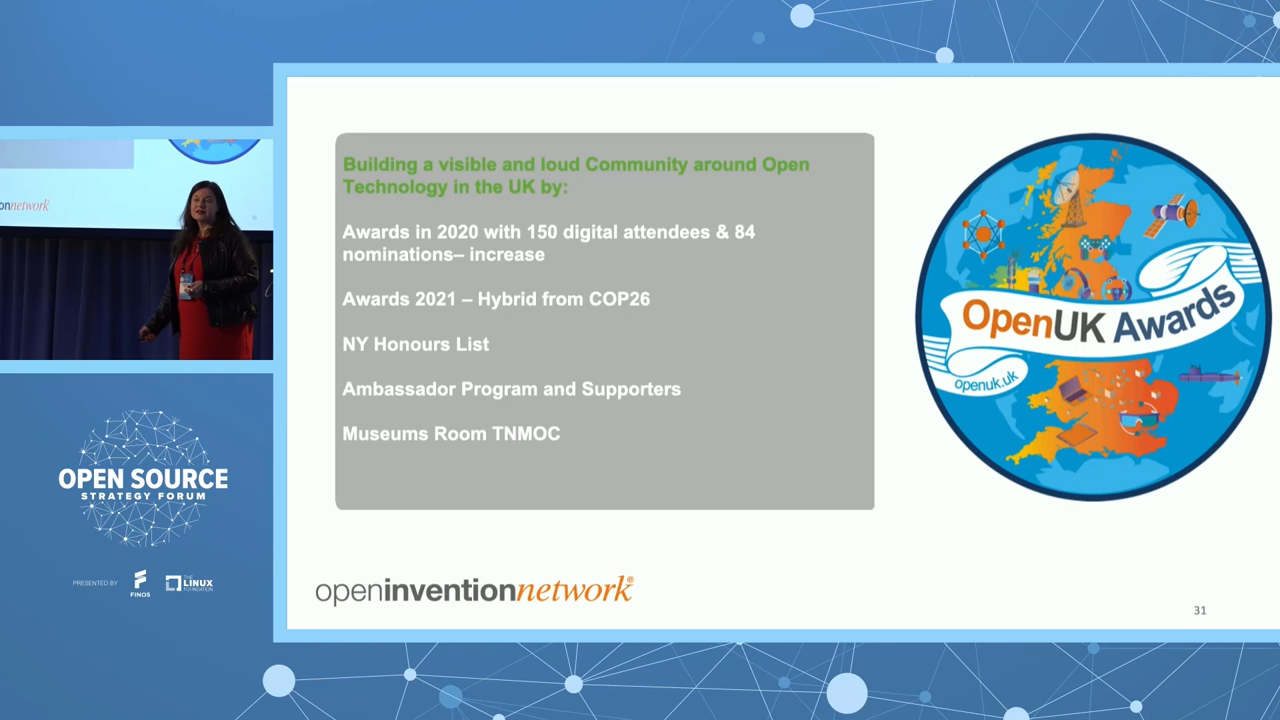 Building a visible and loud Community around Open
Technology in the UK by:
Awards in 2020 with 150 digital attendees & 84
nominations– increase
Awards 2021 – Hybrid from COP26
NY Honours List
Ambassador Program and Supporters
Museums Room TNMOC
OpenUK Awards
openuk.uk
openinventionnetwork®
31
onnetwork
OPEN SOURCE
STRATEGY FORUM
PRESENTED BY
FINOS
THE
LINUX
FOUNDATION